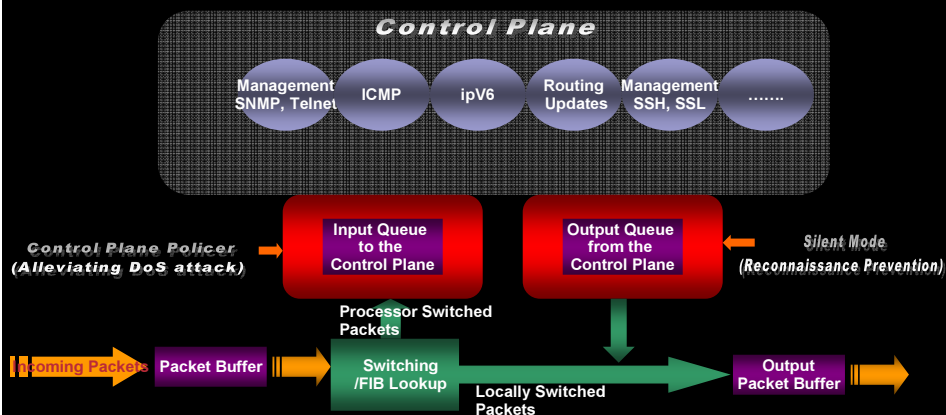 Control Plane
Management
SNMP, Telnet
ICMP
ipV6
Routing
Updates
Management
SSH, SSL
.......
Control Plane Policer
(Alleviating DoS attack)
Input Queue
to the
Control Plane
Output Queue
from the
Control Plane
Silent Mode
(Reconnaissance Prevention)
Processor Switched
Packets
Incoming Packets
Packet Buffer
Switching
/FIB Lookup
Locally Switched
Packets
Output
Packet Buffer